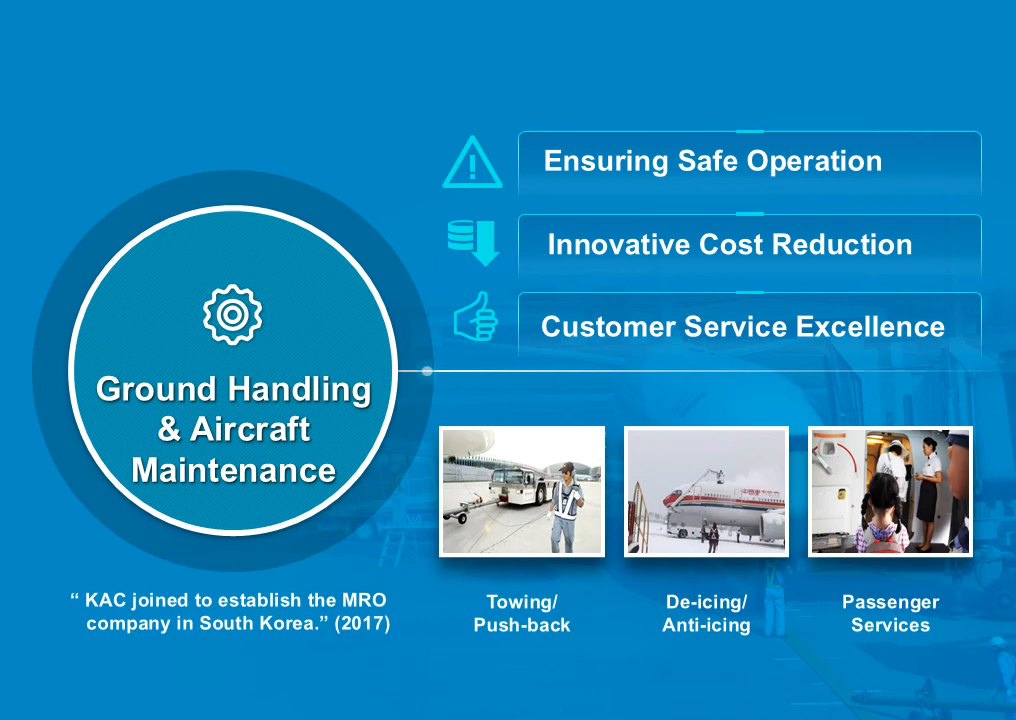 Ensuring Safe Operation
Innovative Cost Reduction
Customer Service Excellence
Ground Handling
& Aircraft
Maintenance
“ KAC joined to establish the MRO
company in South Korea.” (2017)
Towing/
Push-back
De-icing/
Anti-icing
Passenger
Services